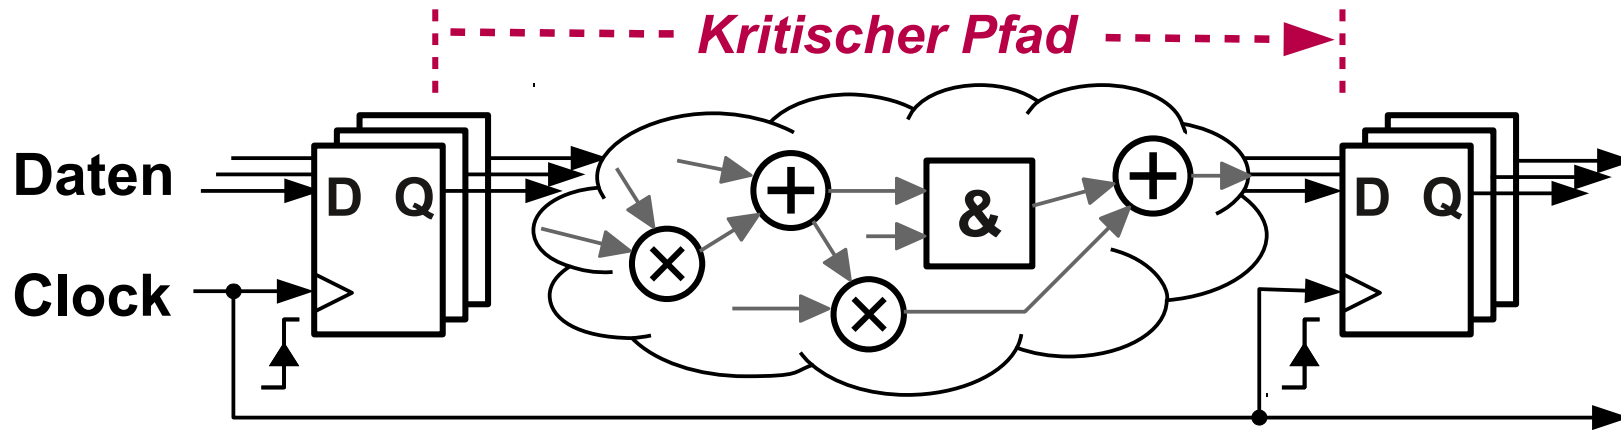 Kritischer Pfad
Daten
D Q
+
&
+
D Q
×
Clock
×